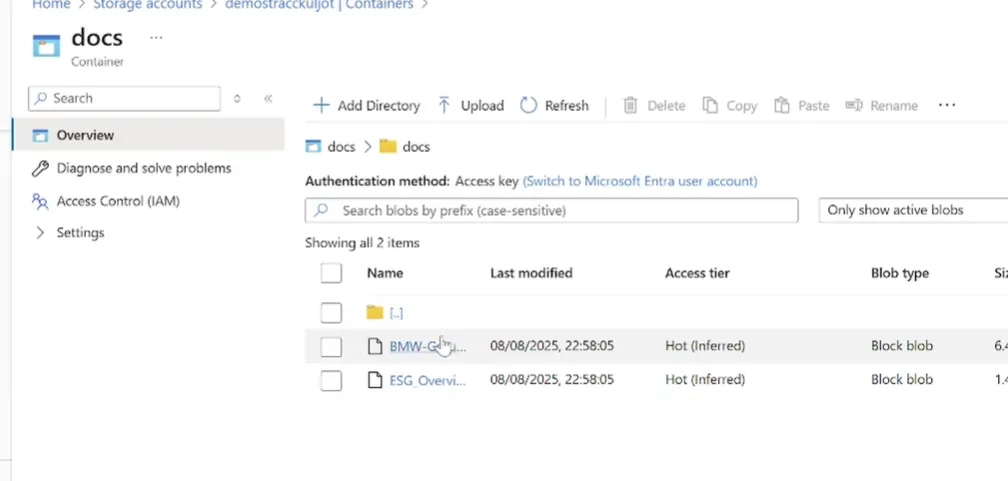 Home > Storage accounts > demostracckuljot | Containers >
docs ...
Container
Search
Add Directory Upload Refresh Delete Copy Paste Rename ...
Overview
docs > docs
Diagnose and solve problems
Authentication method: Access key (Switch to Microsoft Entra user account)
Access Control (IAM)
Search blobs by prefix (case-sensitive) Only show active blobs
Settings
Showing all 2 items
Name Last modified Access tier Blob type
[..]
08/08/2025, 22:58:05 Hot (Inferred) Block blob
ESG_Overvi... 08/08/2025, 22:58:05 Hot (Inferred) Block blob